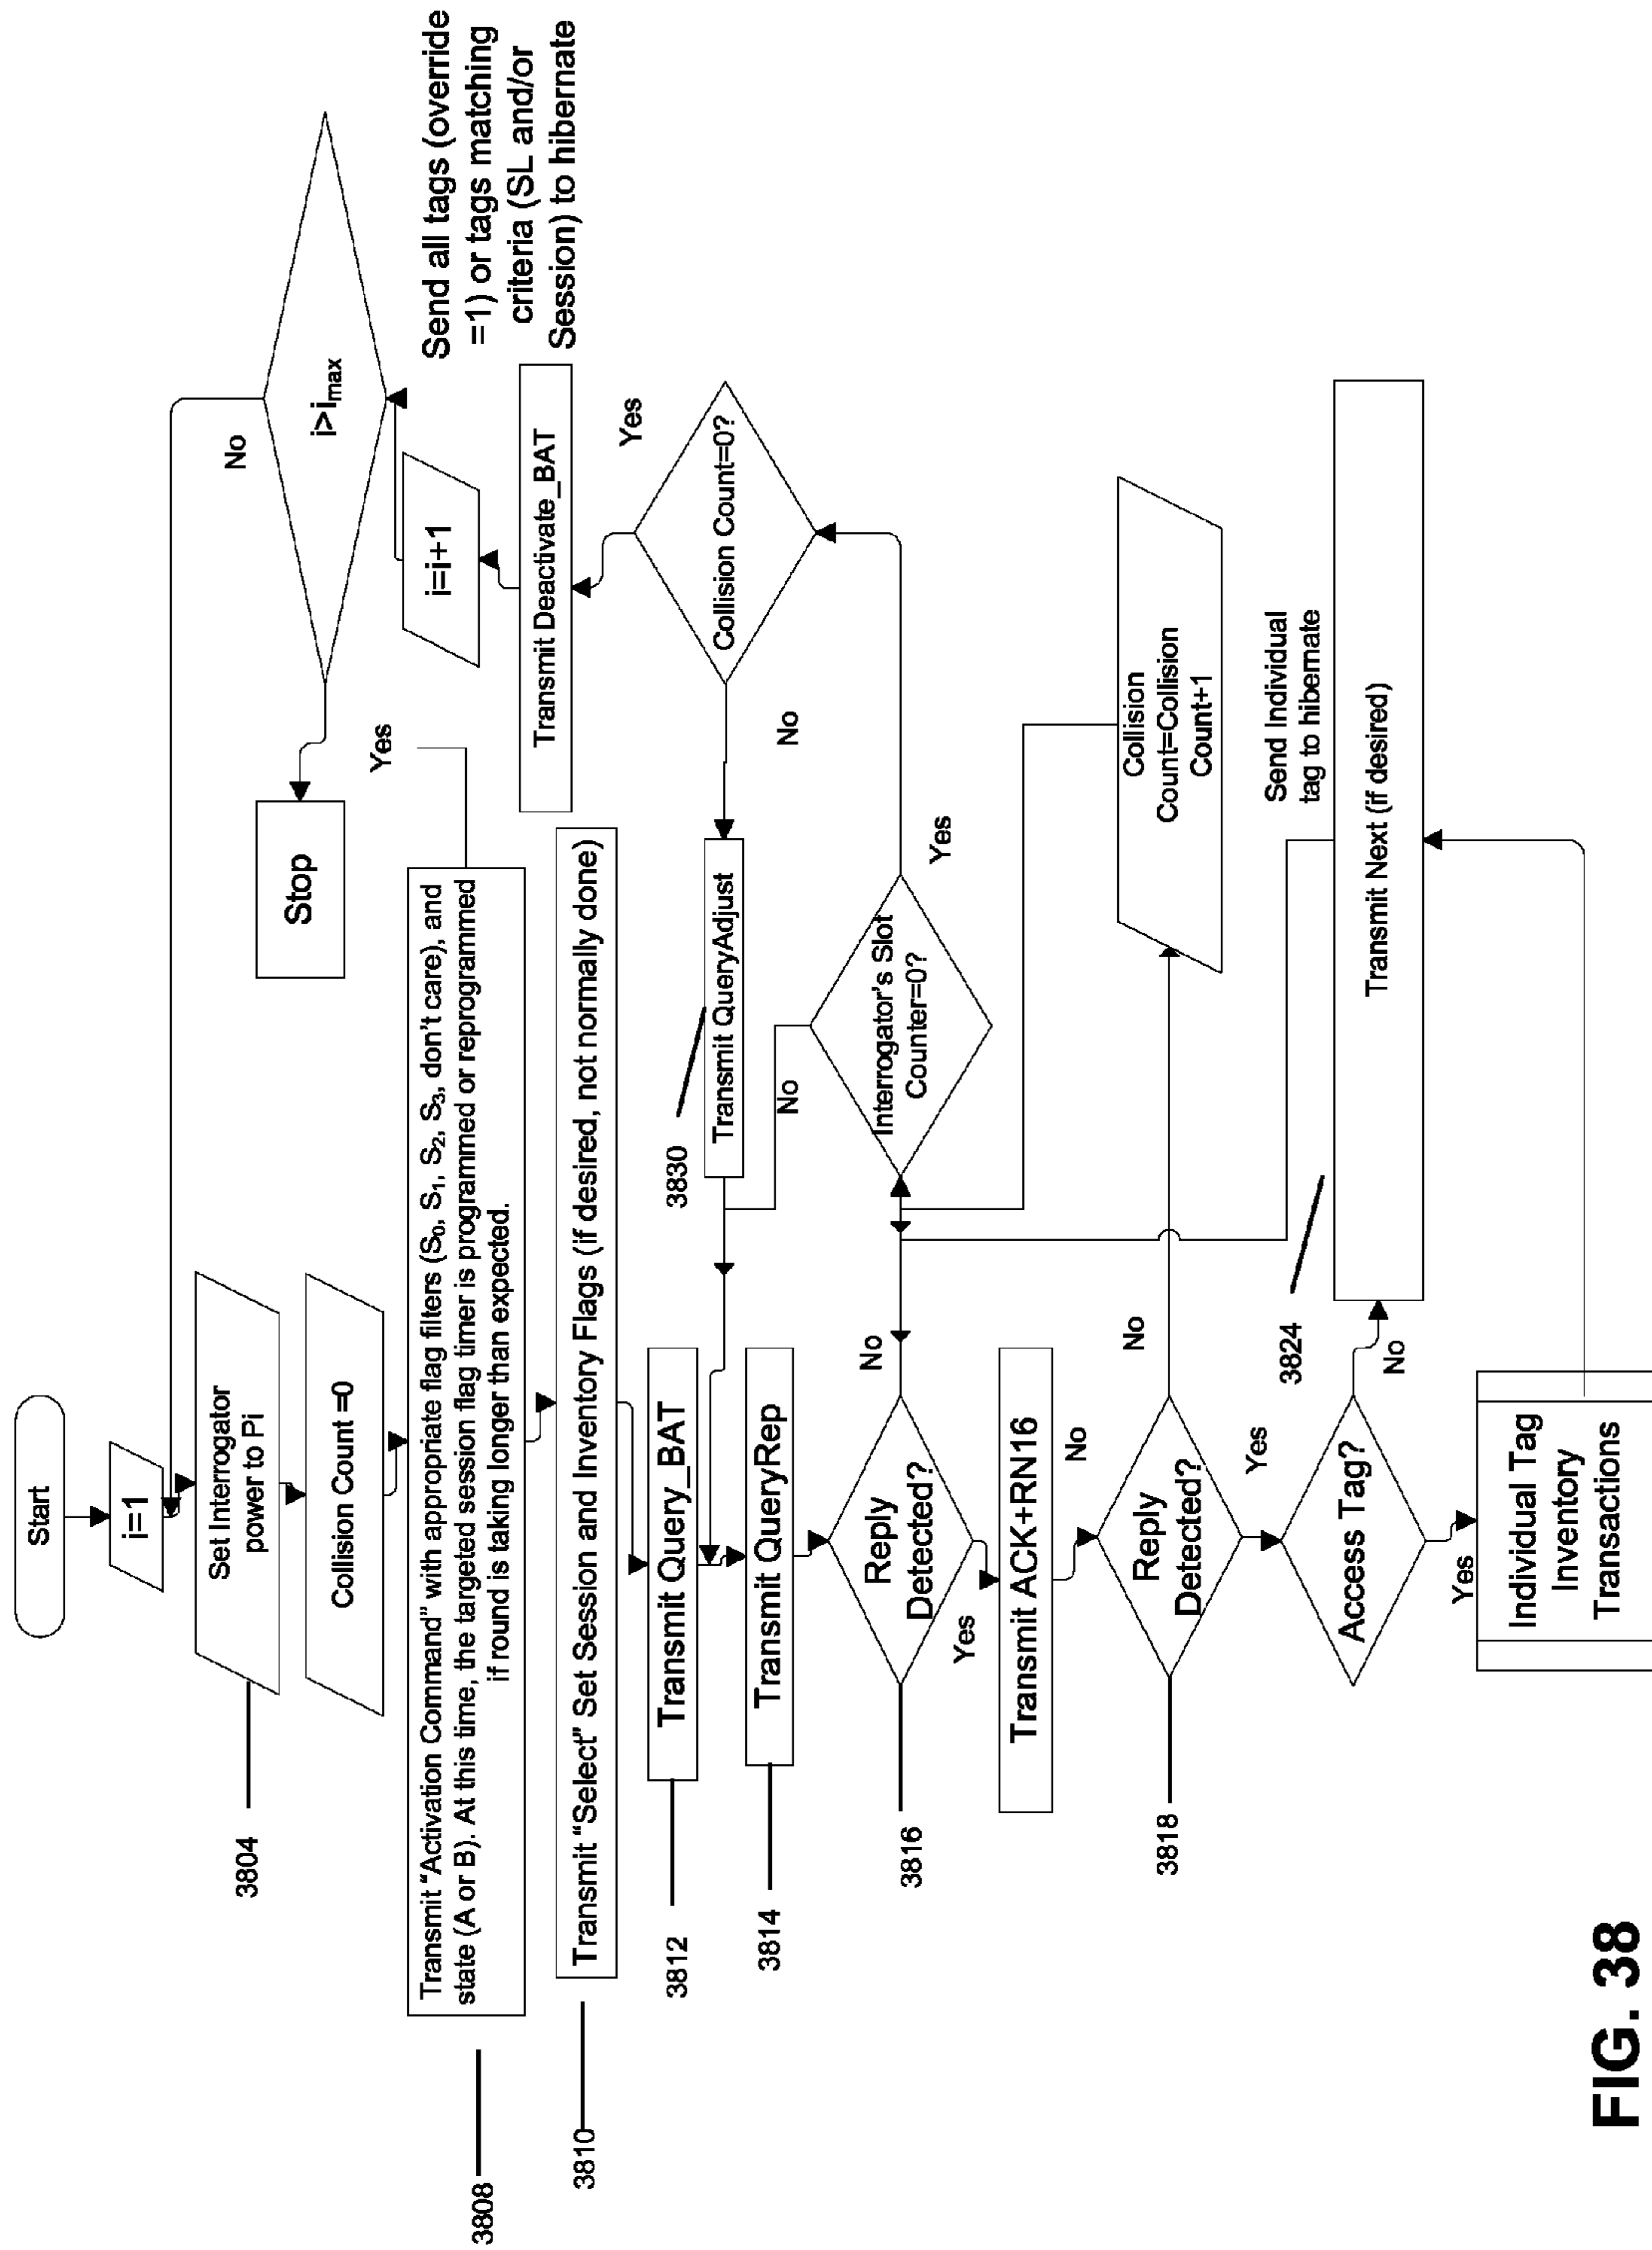 Start
i=1
Set Interrogator
power to Pi
3804
Collision Count =0
Transmit “Activation Command” with appropriate flag filters (S0, S1, S2, S3, don't care), and
state (A or B). At this time, the targeted session flag timer is programmed or reprogrammed
if round is taking longer than expected.
3808
Yes
Transmit “Select” Set Session and Inventory Flags (if desired, not normally done)
3810
Transmit Query_BAT
3812
Transmit QueryRep
3814
Reply
Detected?
3816
No
Yes
Transmit ACK+RN16
No
Reply
Detected?
3818
No
Yes
Access Tag?
No
Yes
Individual Tag
Inventory
Transactions
Stop
No
i>imax
i=i+1
Send all tags (override
=1) or tags matching
criteria (SL and/or
Session) to hibernate
Transmit Deactivate_BAT
Yes
Collision Count=0?
No
Transmit QueryAdjust
3830
No
Interrogator's Slot
Counter=0?
Yes
Collision
Count=Collision
Count+1
Send Individual
tag to hibernate
3824
Transmit Next (if desired)
FIG. 38